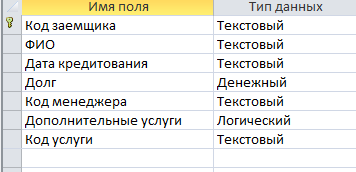 Имя поля Тип данных
Код заемщика Текстовый
ФИО Текстовый
Дата кредитования Текстовый
Долг Денежный
Код менеджера Текстовый
Дополнительные услуги Логический
Код услуги Текстовый